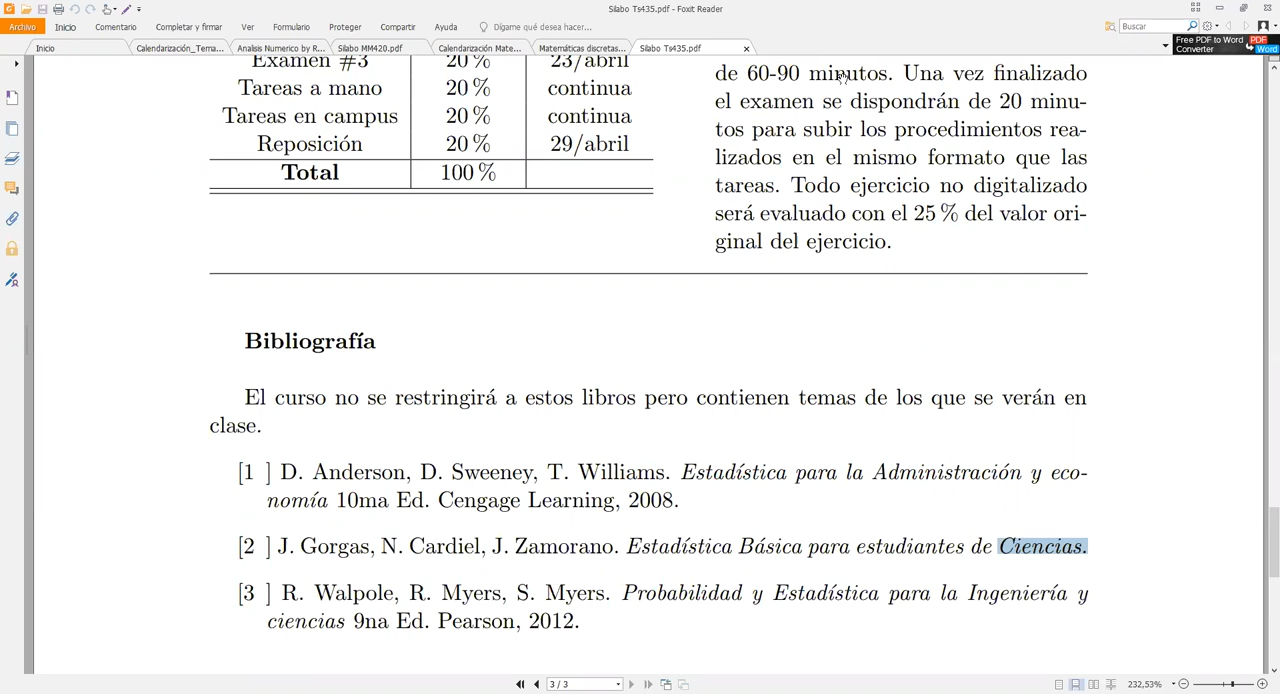 Silabo Ts435.pdf - Foxit Reader
Archivo Inicio Comentario Completar y firmar Ver Formulario Proteger Compartir Ayuda Dígame qué desea hacer... Buscar
Free PDF to Word Converter PDF Word
Inicio Calendarización_Tema... Analisis Numerico by R... Silabo MM420.pdf Calendarización Mate... Matemáticas discretas... Silabo Ts435.pdf
Examen #3 20 % 23/abril
Tareas a mano 20 % continua
Tareas en campus 20 % continua
Reposición 20 % 29/abril
Total 100 %
de 60-90 minutos. Una vez finalizado
el examen se dispondrán de 20 minu-
tos para subir los procedimientos rea-
lizados en el mismo formato que las
tareas. Todo ejercicio no digitalizado
será evaluado con el 25 % del valor ori-
ginal del ejercicio.
Bibliografía
El curso no se restringirá a estos libros pero contienen temas de los que se verán en
clase.
[1 ] D. Anderson, D. Sweeney, T. Williams. Estadística para la Administración y eco-
nomía 10ma Ed. Cengage Learning, 2008.
[2 ] J. Gorgas, N. Cardiel, J. Zamorano. Estadística Básica para estudiantes de Ciencias.
[3 ] R. Walpole, R. Myers, S. Myers. Probabilidad y Estadística para la Ingeniería y
ciencias 9na Ed. Pearson, 2012.
3 / 3
232,53%